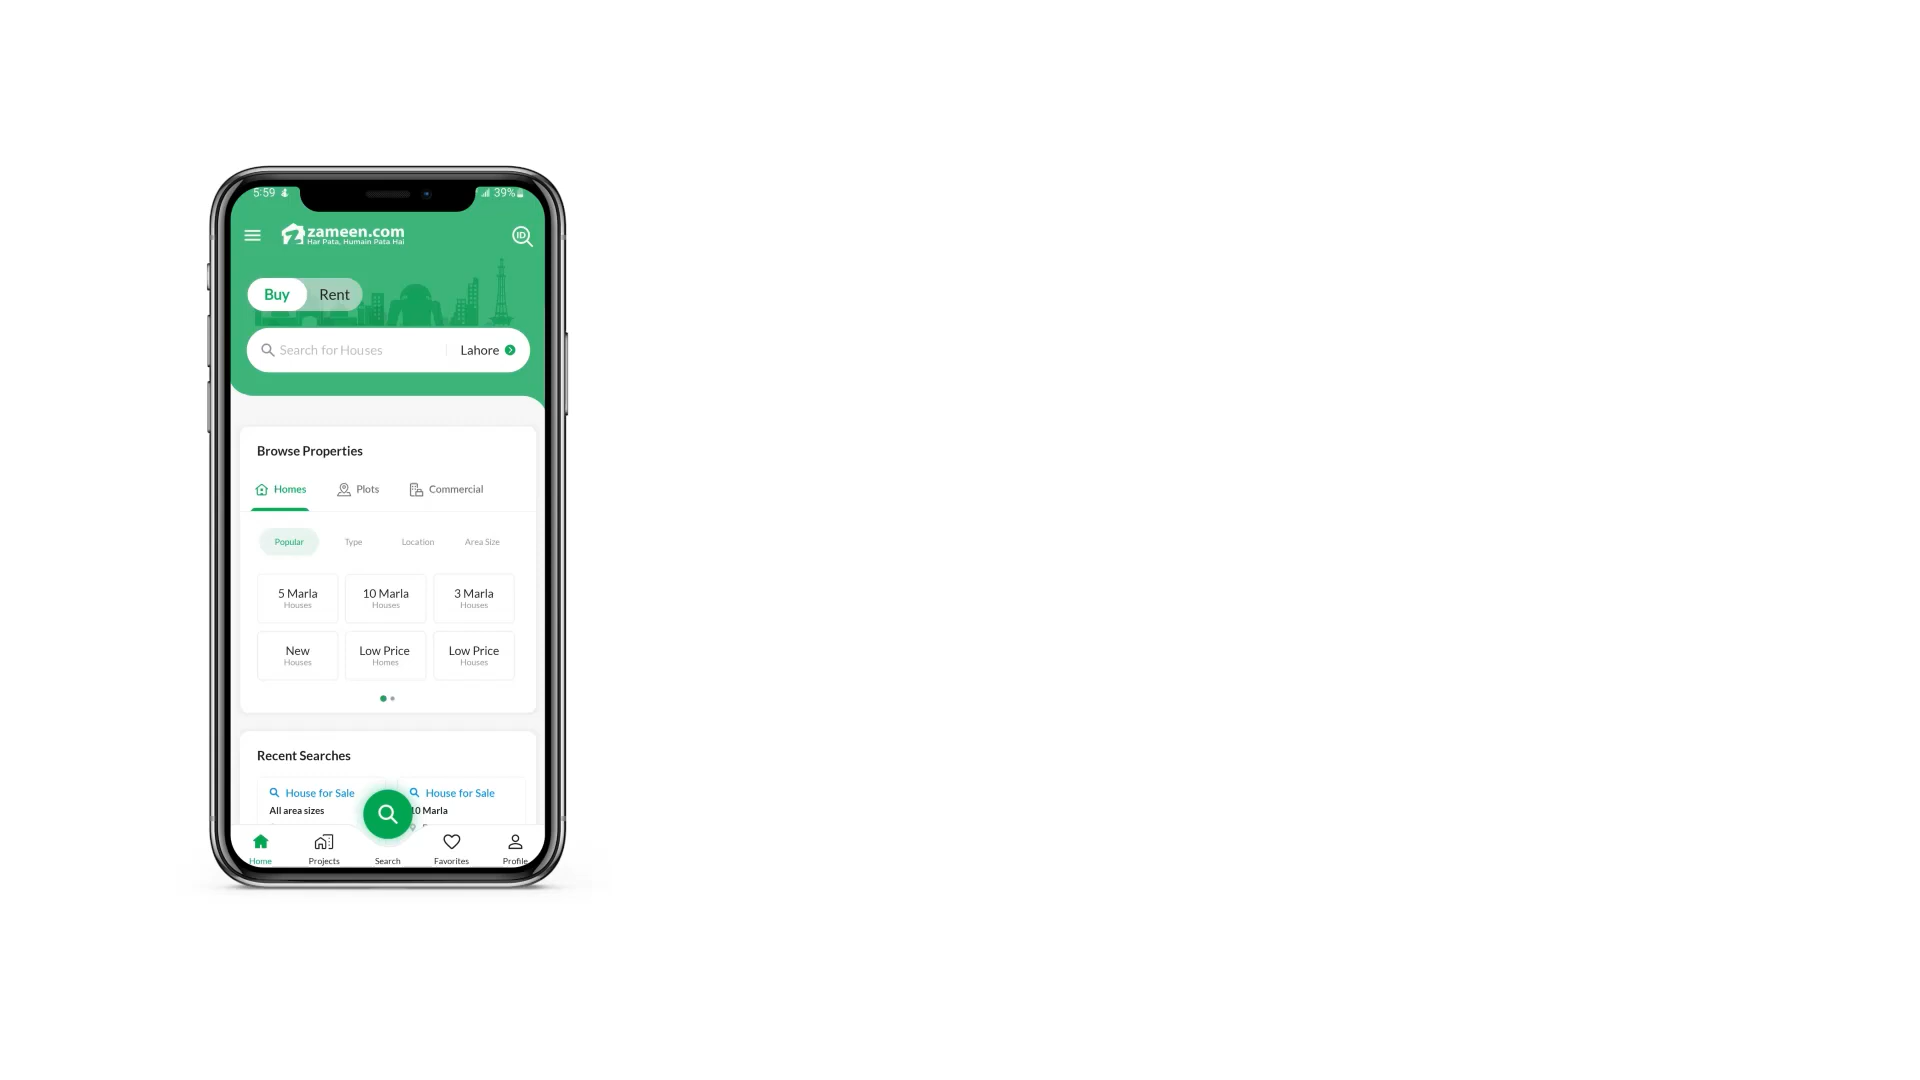 5:59 39%
zameen.com
Har Pata, Humain Pata Hai
ID
Buy Rent
Search for Houses Lahore
Browse Properties
Homes Plots Commercial
Popular Type Location Area Size
5 Marla 10 Marla 3 Marla
Houses Houses Houses
New Low Price Low Price
Houses Homes Houses
Recent Searches
House for Sale House for Sale
All area sizes 10 Marla
Home Projects Search Favorites Profile